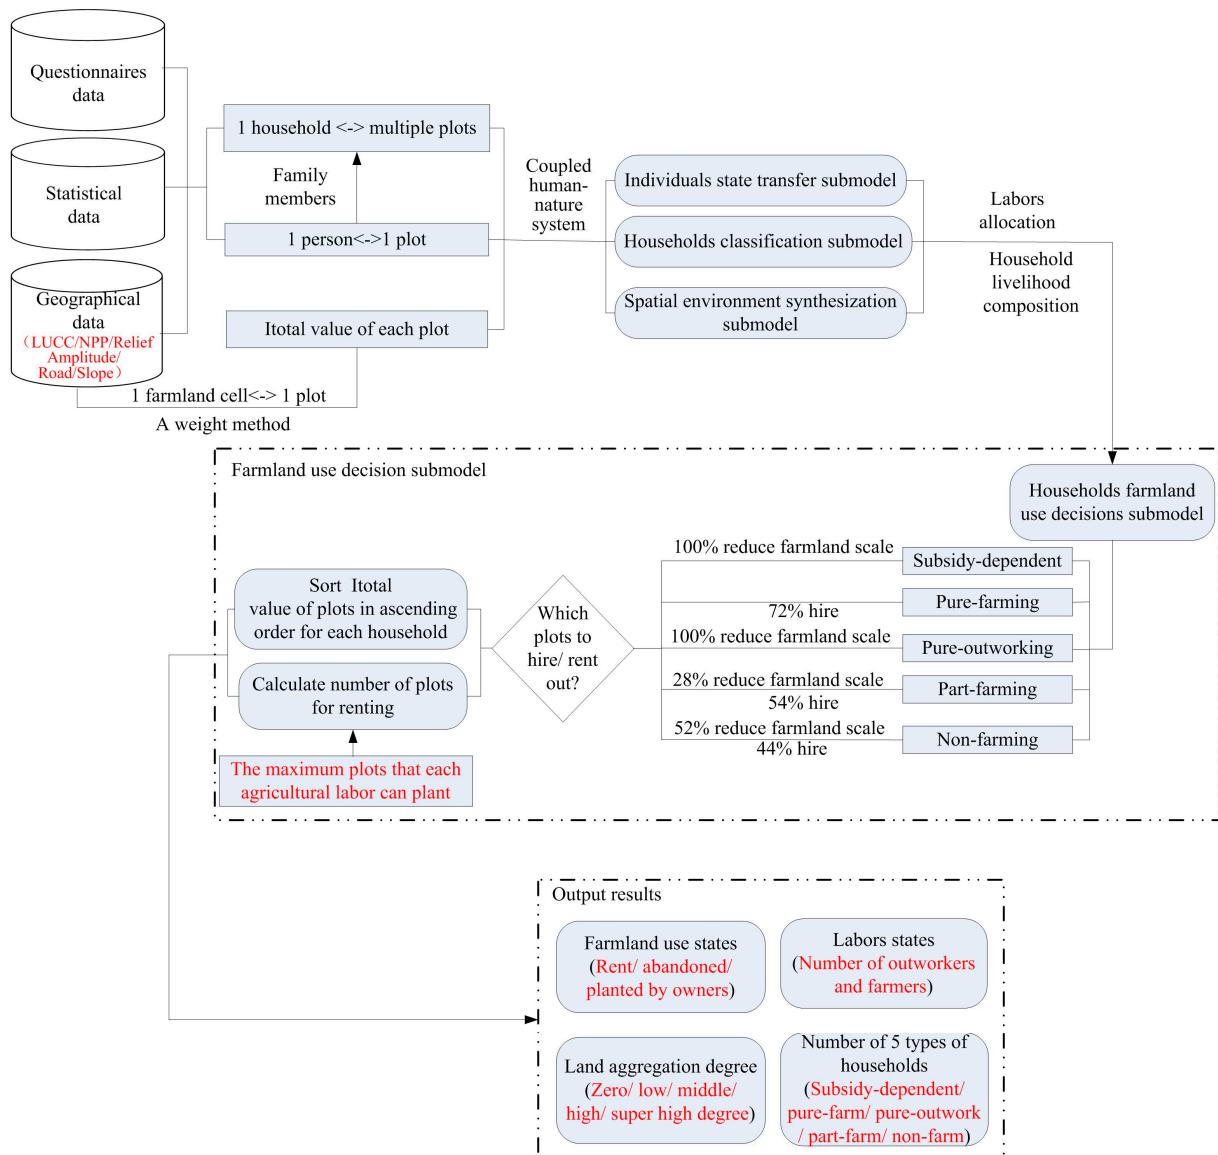 Questionnaires
data
Statistical
data
Geographical
data
（LUCC/NPP/Relief
Amplitude/
Road/Slope）
1 household <-> multiple plots
Family
members
1 person<->1 plot
Itotal value of each plot
1 farmland cell<-> 1 plot
A weight method
Coupled
human-
nature
system
Individuals state transfer submodel
Households classification submodel
Spatial environment synthesization
submodel
Labors
allocation
Household
livelihood
composition
Farmland use decision submodel
Households farmland
use decisions submodel
Sort Itotal
value of plots in ascending
order for each household
Calculate number of plots
for renting
The maximum plots that each
agricultural labor can plant
Which
plots to
hire/ rent
out?
100% reduce farmland scale
Subsidy-dependent
72% hire
Pure-farming
100% reduce farmland scale
Pure-outworking
28% reduce farmland scale
54% hire
Part-farming
52% reduce farmland scale
44% hire
Non-farming
Output results
Farmland use states
(Rent/ abandoned/
planted by owners)
Labors states
(Number of outworkers
and farmers)
Land aggregation degree
(Zero/ low/ middle/
high/ super high degree)
Number of 5 types of
households
(Subsidy-dependent/
pure-farm/ pure-outwork
/ part-farm/ non-farm)